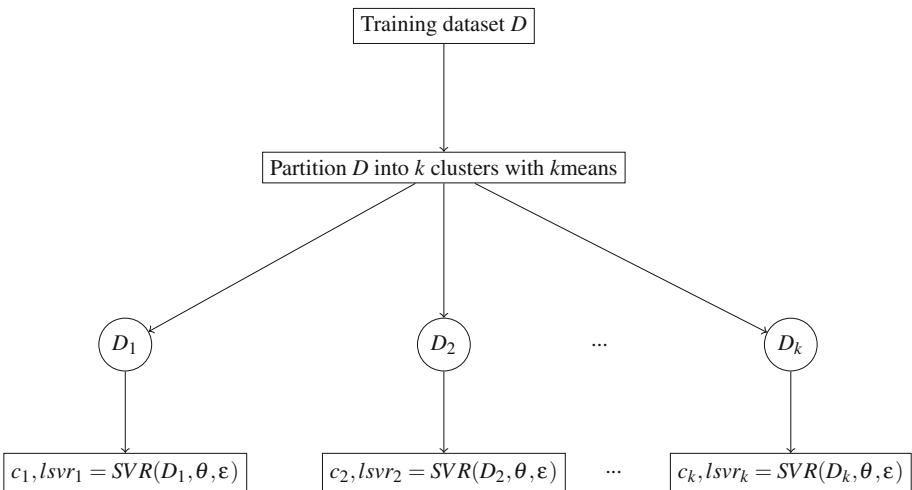 Training dataset D
Partition D into k clusters with kmeans
D₁ D₂ ... Dₖ
c₁,lsvr₁ = SVR(D₁,θ,ε) c₂,lsvr₂ = SVR(D₂,θ,ε) ... cₖ,lsvrₖ = SVR(Dₖ,θ,ε)